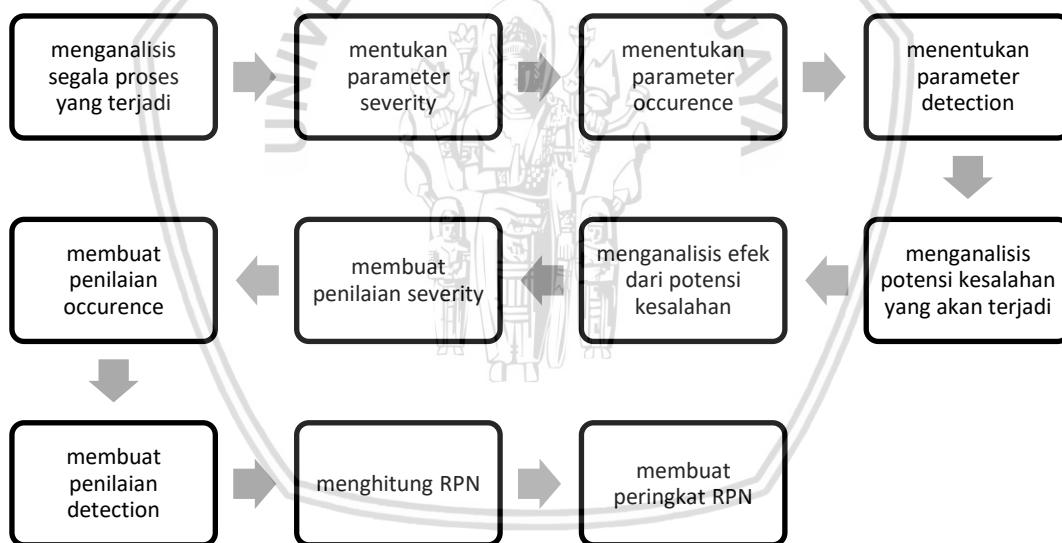 menganalisis
segala proses
yang terjadi
mentukan
parameter
severity
menentukan
parameter
occurence
menentukan
parameter
detection
menganalisis
potensi kesalahan
yang akan terjadi
menganalisis efek
dari potensi
kesalahan
membuat
penilaian severity
membuat
penilaian
occurence
membuat
penilaian
detection
menghitung RPN
membuat
peringkat RPN